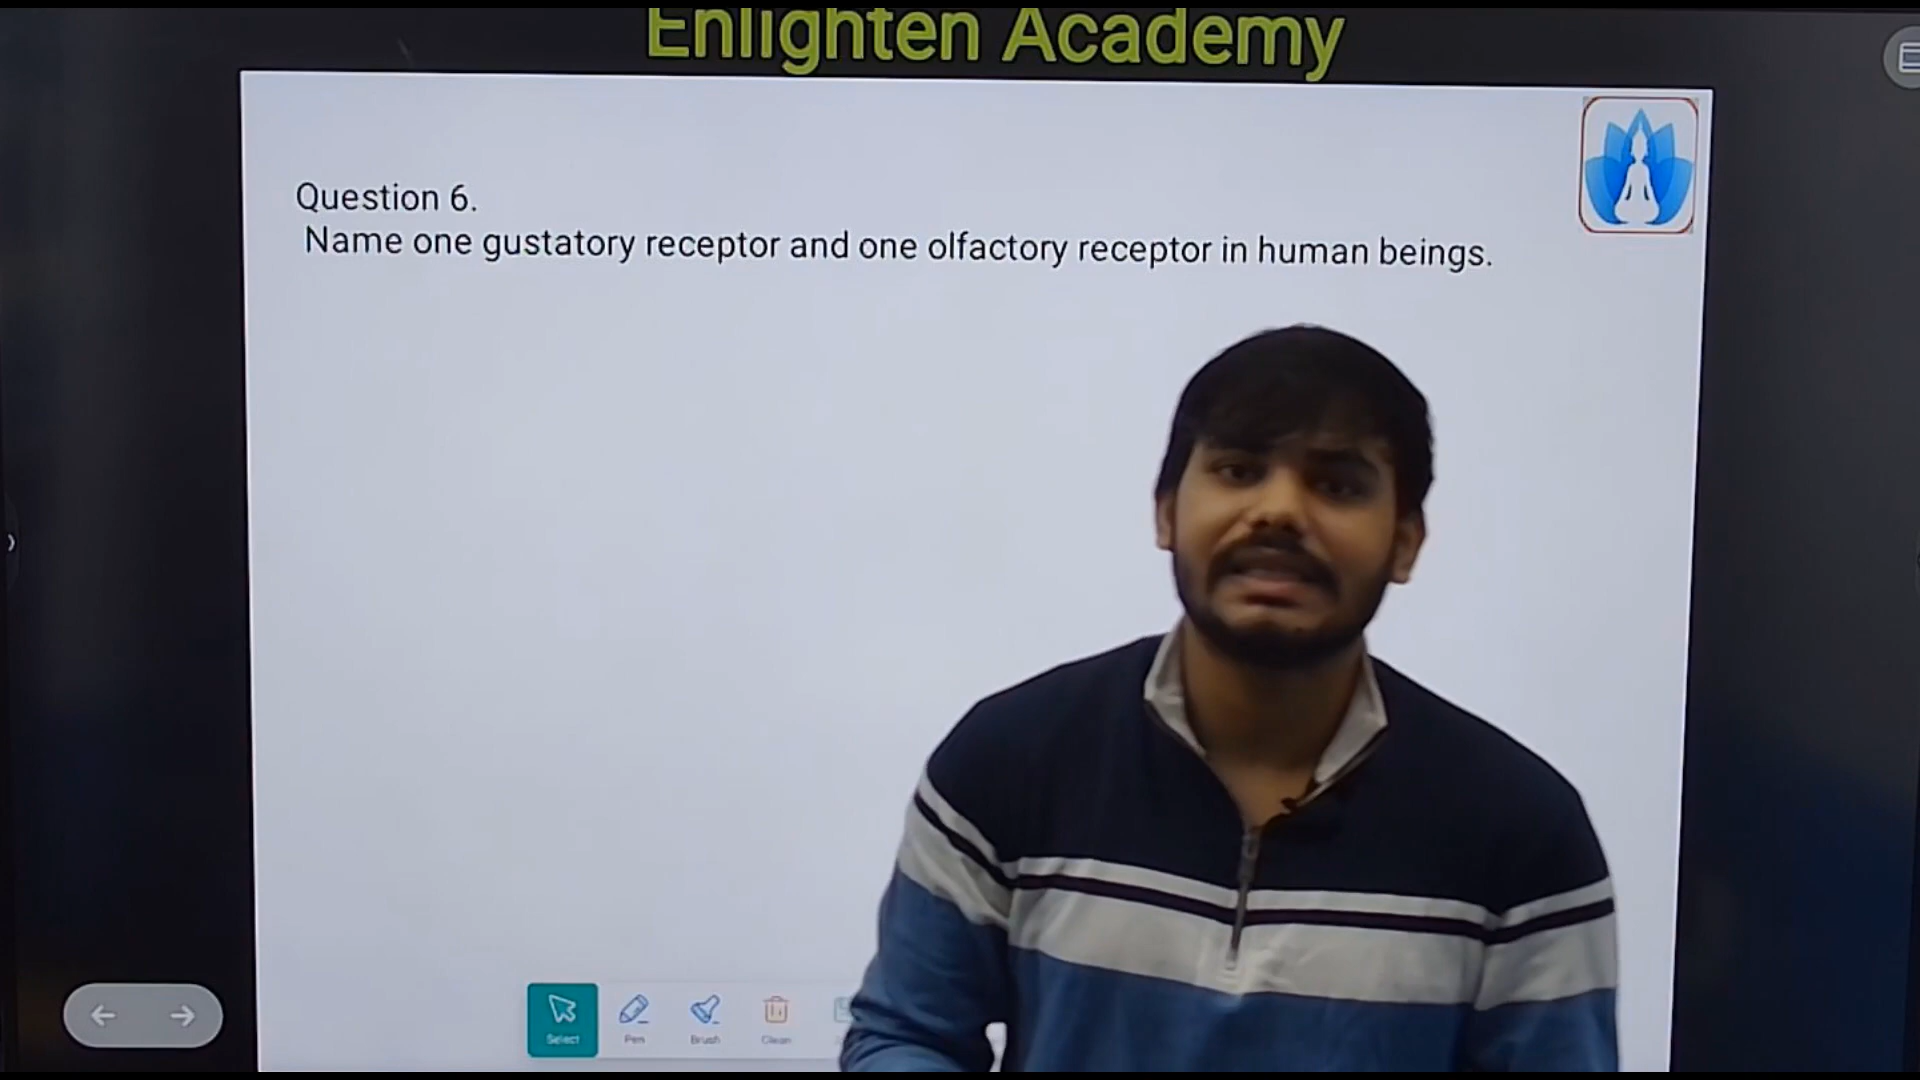 Enlighten Academy
Question 6.
Name one gustatory receptor and one olfactory receptor in human beings.
Select
Pen
Brush
Clean